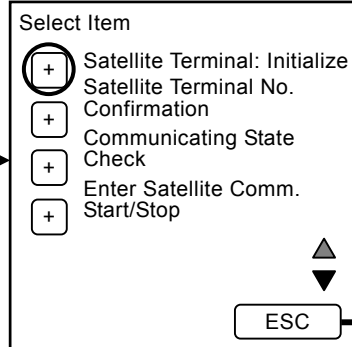 Select Item
+ Satellite Terminal: Initialize
Satellite Terminal No.
+ Confirmation
Communicating State
+ Check
Enter Satellite Comm.
+ Start/Stop
ESC